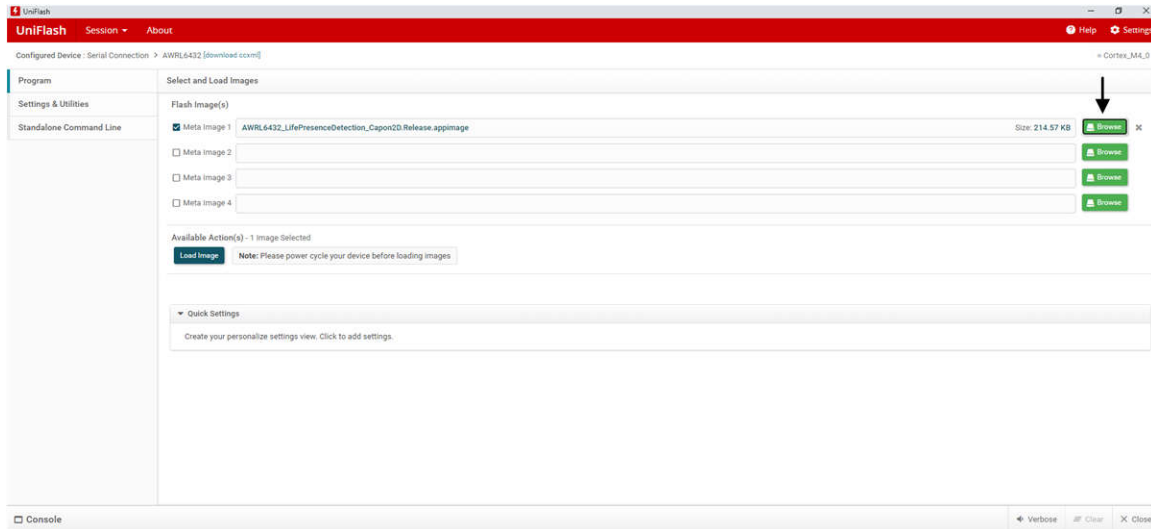 UniFlash
UniFlash Session About Help Settings
Configured Device : Serial Connection > AWRL6432 [download ccxml] Cortex_M4_0
Program
Select and Load Images
Settings & Utilities
Flash Image(s)
Standalone Command Line
Meta Image 1 AWRL6432_LifePresenceDetection_Capon2D.Release.appimage Size: 214.57 KB Browse
Meta Image 2 Browse
Meta Image 3 Browse
Meta Image 4 Browse
Available Action(s) - 1 Image Selected
Load Image Note: Please power cycle your device before loading images
Quick Settings
Create your personalize settings view. Click to add settings.
Console Verbose Clear Close